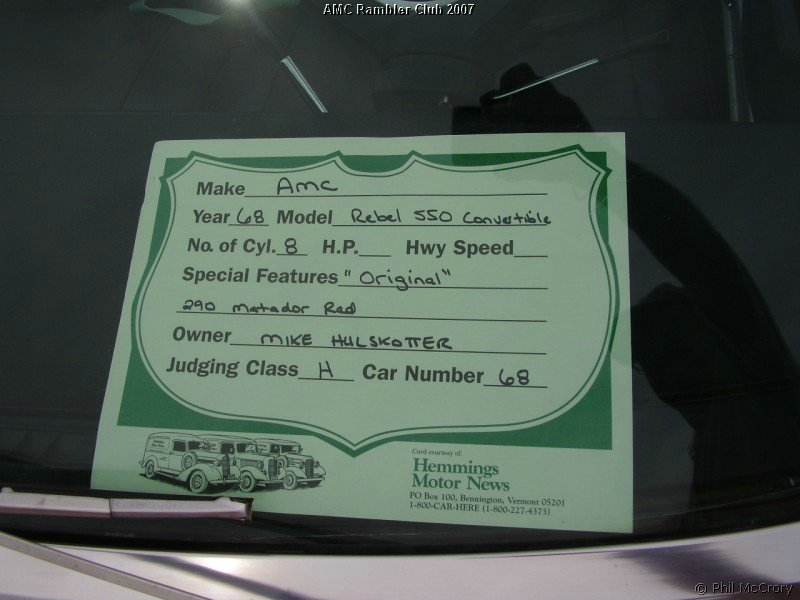 AMC Rambler Club 2007
Make AMC
Year 68 Model Rebel 550 Convertible
No. of Cyl. 8 H.P. Hwy Speed
Special Features "Original"
290 Matador Red
Owner MIKE HULSKOTTER
Judging Class H Car Number 68
Card courtesy of:
Hemmings
Motor News
PO Box 100, Bennington, Vermont 05201
1-800-CAR-HERE (1-800-227-4373)
© Phil McCrory